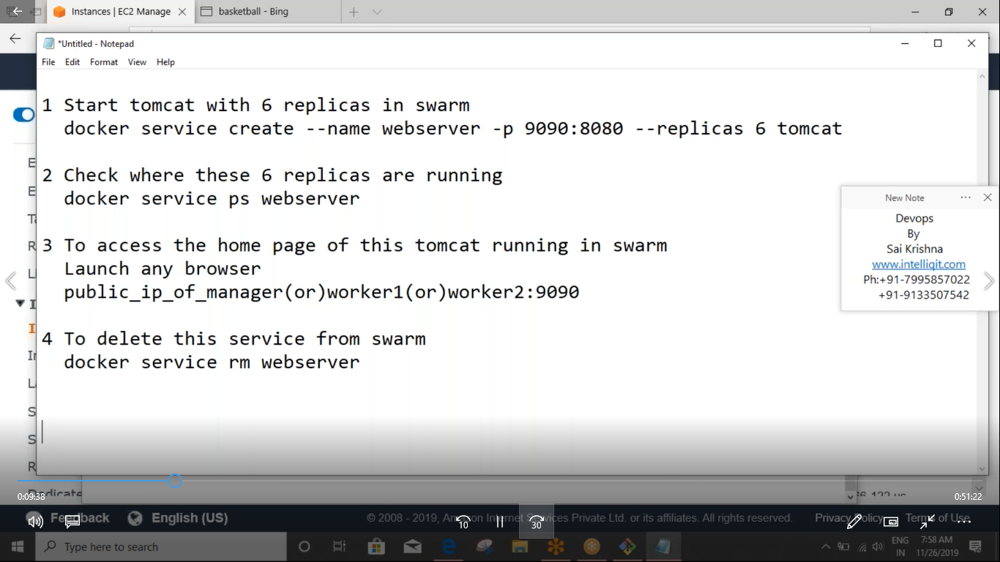 Instances | EC2 Manage
basketball - Bing
*Untitled - Notepad
File Edit Format View Help
1 Start tomcat with 6 replicas in swarm
docker service create --name webserver -p 9090:8080 --replicas 6 tomcat
2 Check where these 6 replicas are running
docker service ps webserver
3 To access the home page of this tomcat running in swarm
Launch any browser
public_ip_of_manager(or)worker1(or)worker2:9090
4 To delete this service from swarm
docker service rm webserver
New Note
Devops
By
Sai Krishna
www.intelliqit.com
Ph:+91-7995857022
+91-9133507542
0:09:38
0:51:22
Feedback
English (US)
© 2008 - 2019, Amazon Internet Services Private Ltd. or its affiliates. All rights reserved.
Privacy Policy
Terms of Use
10
30
Type here to search
ENG
IN
7:58 AM
11/26/2019